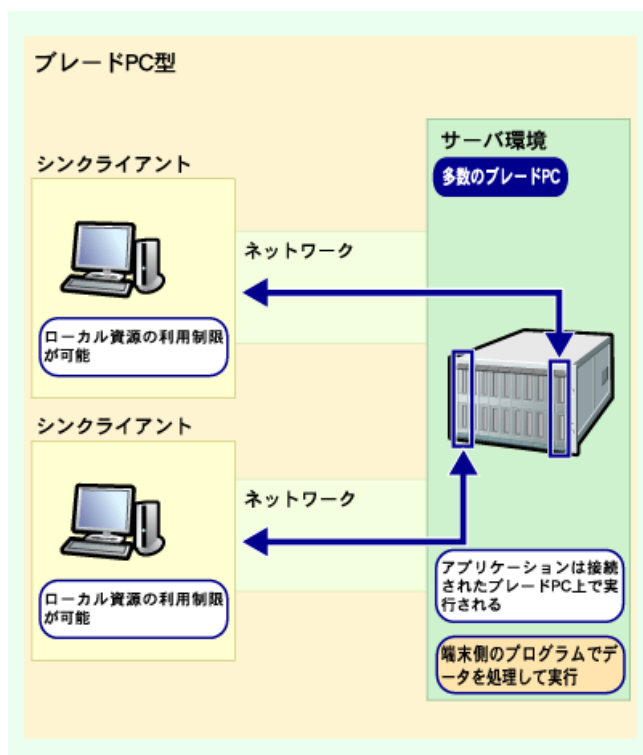 ブレードPC型
サーバ環境
多数のブレードPC
シンクライアント
ネットワーク
ローカル資源の利用制限
が可能
シンクライアント
ネットワーク
ローカル資源の利用制限
が可能
アプリケーションは接続
されたブレードPC上で実
行される
端末側のプログラムでデ
ータを処理して実行